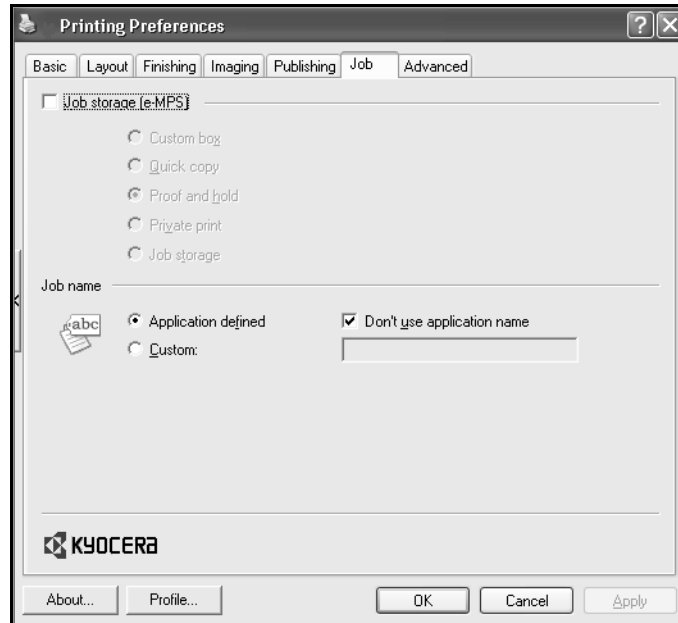 Printing Preferences
Basic Layout Finishing Imaging Publishing Job Advanced
Job storage (e-MPS)
Custom box
Quick copy
Proof and hold
Private print
Job storage
Job name
abc
Application defined Don't use application name
Custom:
KYOCERA
About... Profile... OK Cancel Apply